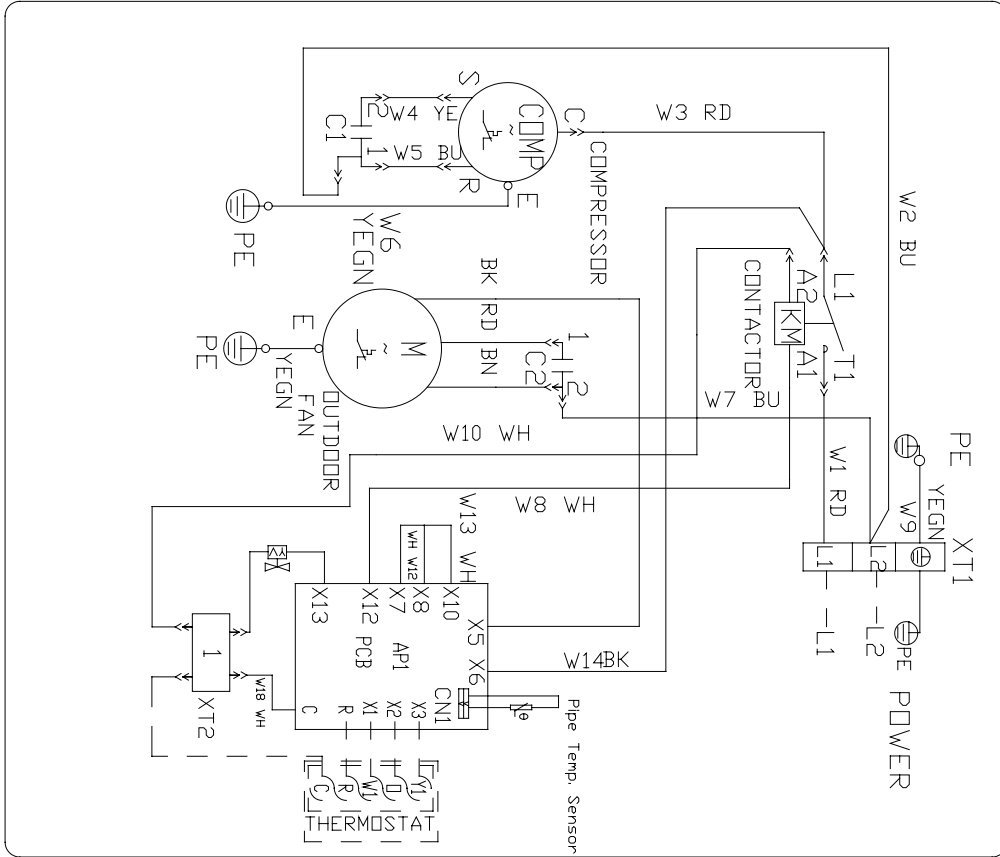 S
W4 YE
2
C1
1
W5 BU
R
E
COMP
~
C
COMPRESSOR
W3 RD
W2 BU
PE
W6
YEGN
BK
RD
BN
E
M
~
PE
YEGN
OUTDOOR
FAN
1
C2
2
L1
A2
KM
A1
T1
CONTACTOR
W7 BU
W10 WH
W8 WH
W1 RD
PE
YEGN
W9
XT1
L1
L2
L1
L2
PE
POWER
W13 WH
WH W12
X13
X12
X7
X8
X10
X5
X6
PCB
AP1
CN1
W14BK
YV
1
XT2
W18 WH
C
R
X1
X2
X3
θ
Pipe Temp. Sensor
C
R
W1
O
Y1
THERMOSTAT